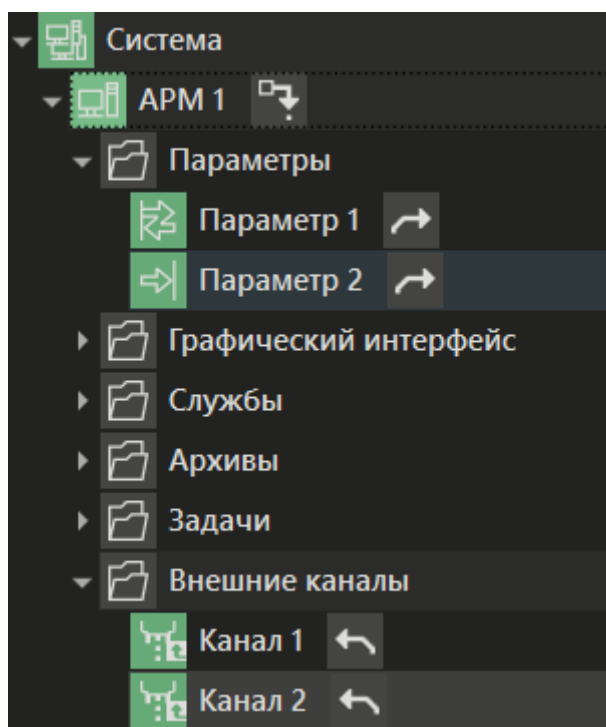 Система
АРМ 1
Параметры
Параметр 1
Параметр 2
Графический интерфейс
Службы
Архивы
Задачи
Внешние каналы
Канал 1
Канал 2